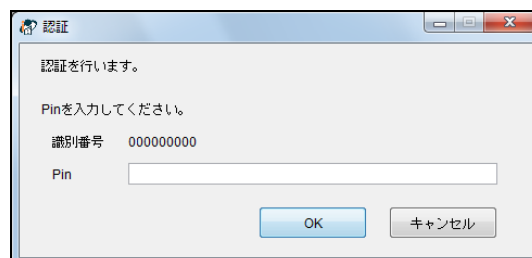 認証
認証を行います。
Pinを入力してください。
識別番号 000000000
Pin
OK キャンセル